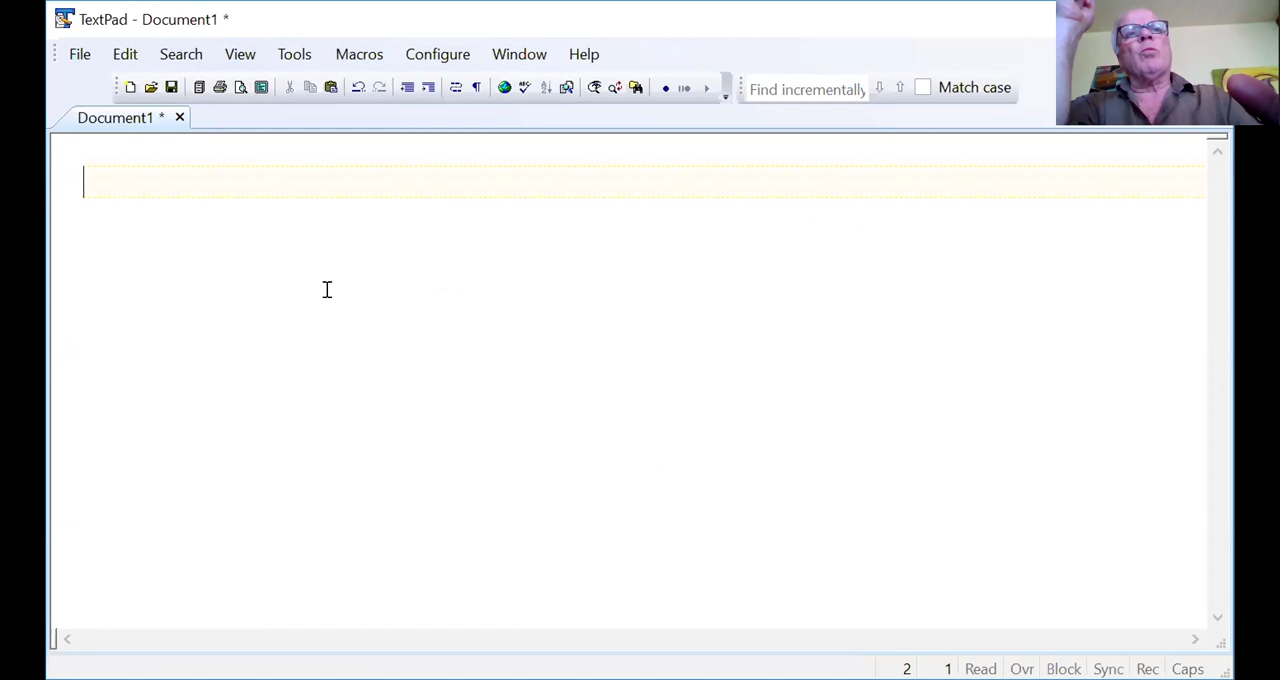 TextPad - Document1 *
File Edit Search View Tools Macros Configure Window Help
Find incrementally Match case
Document1 *
2 1 Read Ovr Block Sync Rec Caps